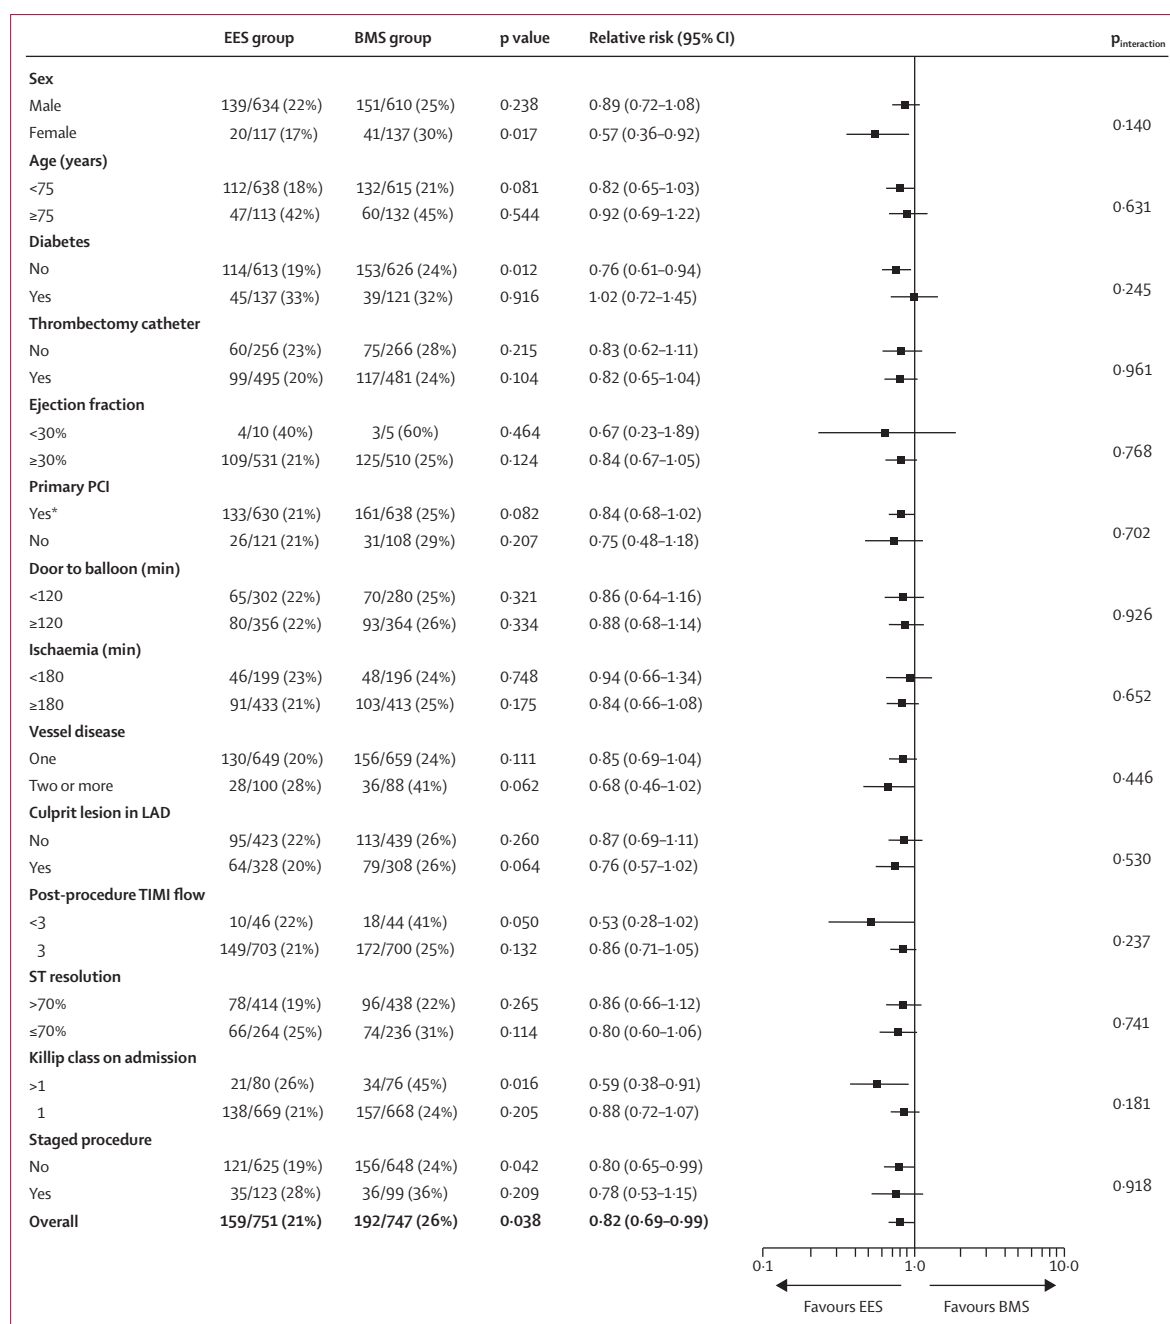 EES group BMS group p value Relative risk (95% CI) pinteraction
Sex
Male 139/634 (22%) 151/610 (25%) 0·238 0·89 (0·72–1·08)
0·140
Female 20/117 (17%) 41/137 (30%) 0·017 0·57 (0·36–0·92)
Age (years)
<75 112/638 (18%) 132/615 (21%) 0·081 0·82 (0·65–1·03)
0·631
≥75 47/113 (42%) 60/132 (45%) 0·544 0·92 (0·69–1·22)
Diabetes
No 114/613 (19%) 153/626 (24%) 0·012 0·76 (0·61–0·94)
0·245
Yes 45/137 (33%) 39/121 (32%) 0·916 1·02 (0·72–1·45)
Thrombectomy catheter
No 60/256 (23%) 75/266 (28%) 0·215 0·83 (0·62–1·11)
0·961
Yes 99/495 (20%) 117/481 (24%) 0·104 0·82 (0·65–1·04)
Ejection fraction
<30% 4/10 (40%) 3/5 (60%) 0·464 0·67 (0·23–1·89)
0·768
≥30% 109/531 (21%) 125/510 (25%) 0·124 0·84 (0·67–1·05)
Primary PCI
Yes* 133/630 (21%) 161/638 (25%) 0·082 0·84 (0·68–1·02)
0·702
No 26/121 (21%) 31/108 (29%) 0·207 0·75 (0·48–1·18)
Door to balloon (min)
<120 65/302 (22%) 70/280 (25%) 0·321 0·86 (0·64–1·16)
0·926
≥120 80/356 (22%) 93/364 (26%) 0·334 0·88 (0·68–1·14)
Ischaemia (min)
<180 46/199 (23%) 48/196 (24%) 0·748 0·94 (0·66–1·34)
0·652
≥180 91/433 (21%) 103/413 (25%) 0·175 0·84 (0·66–1·08)
Vessel disease
One 130/649 (20%) 156/659 (24%) 0·111 0·85 (0·69–1·04)
0·446
Two or more 28/100 (28%) 36/88 (41%) 0·062 0·68 (0·46–1·02)
Culprit lesion in LAD
No 95/423 (22%) 113/439 (26%) 0·260 0·87 (0·69–1·11)
0·530
Yes 64/328 (20%) 79/308 (26%) 0·064 0·76 (0·57–1·02)
Post-procedure TIMI flow
<3 10/46 (22%) 18/44 (41%) 0·050 0·53 (0·28–1·02)
0·237
3 149/703 (21%) 172/700 (25%) 0·132 0·86 (0·71–1·05)
ST resolution
>70% 78/414 (19%) 96/438 (22%) 0·265 0·86 (0·66–1·12)
0·741
≤70% 66/264 (25%) 74/236 (31%) 0·114 0·80 (0·60–1·06)
Killip class on admission
>1 21/80 (26%) 34/76 (45%) 0·016 0·59 (0·38–0·91)
0·181
1 138/669 (21%) 157/668 (24%) 0·205 0·88 (0·72–1·07)
Staged procedure
No 121/625 (19%) 156/648 (24%) 0·042 0·80 (0·65–0·99)
0·918
Yes 35/123 (28%) 36/99 (36%) 0·209 0·78 (0·53–1·15)
Overall 159/751 (21%) 192/747 (26%) 0·038 0·82 (0·69–0·99)
0·1 1·0 10·0
Favours EES Favours BMS